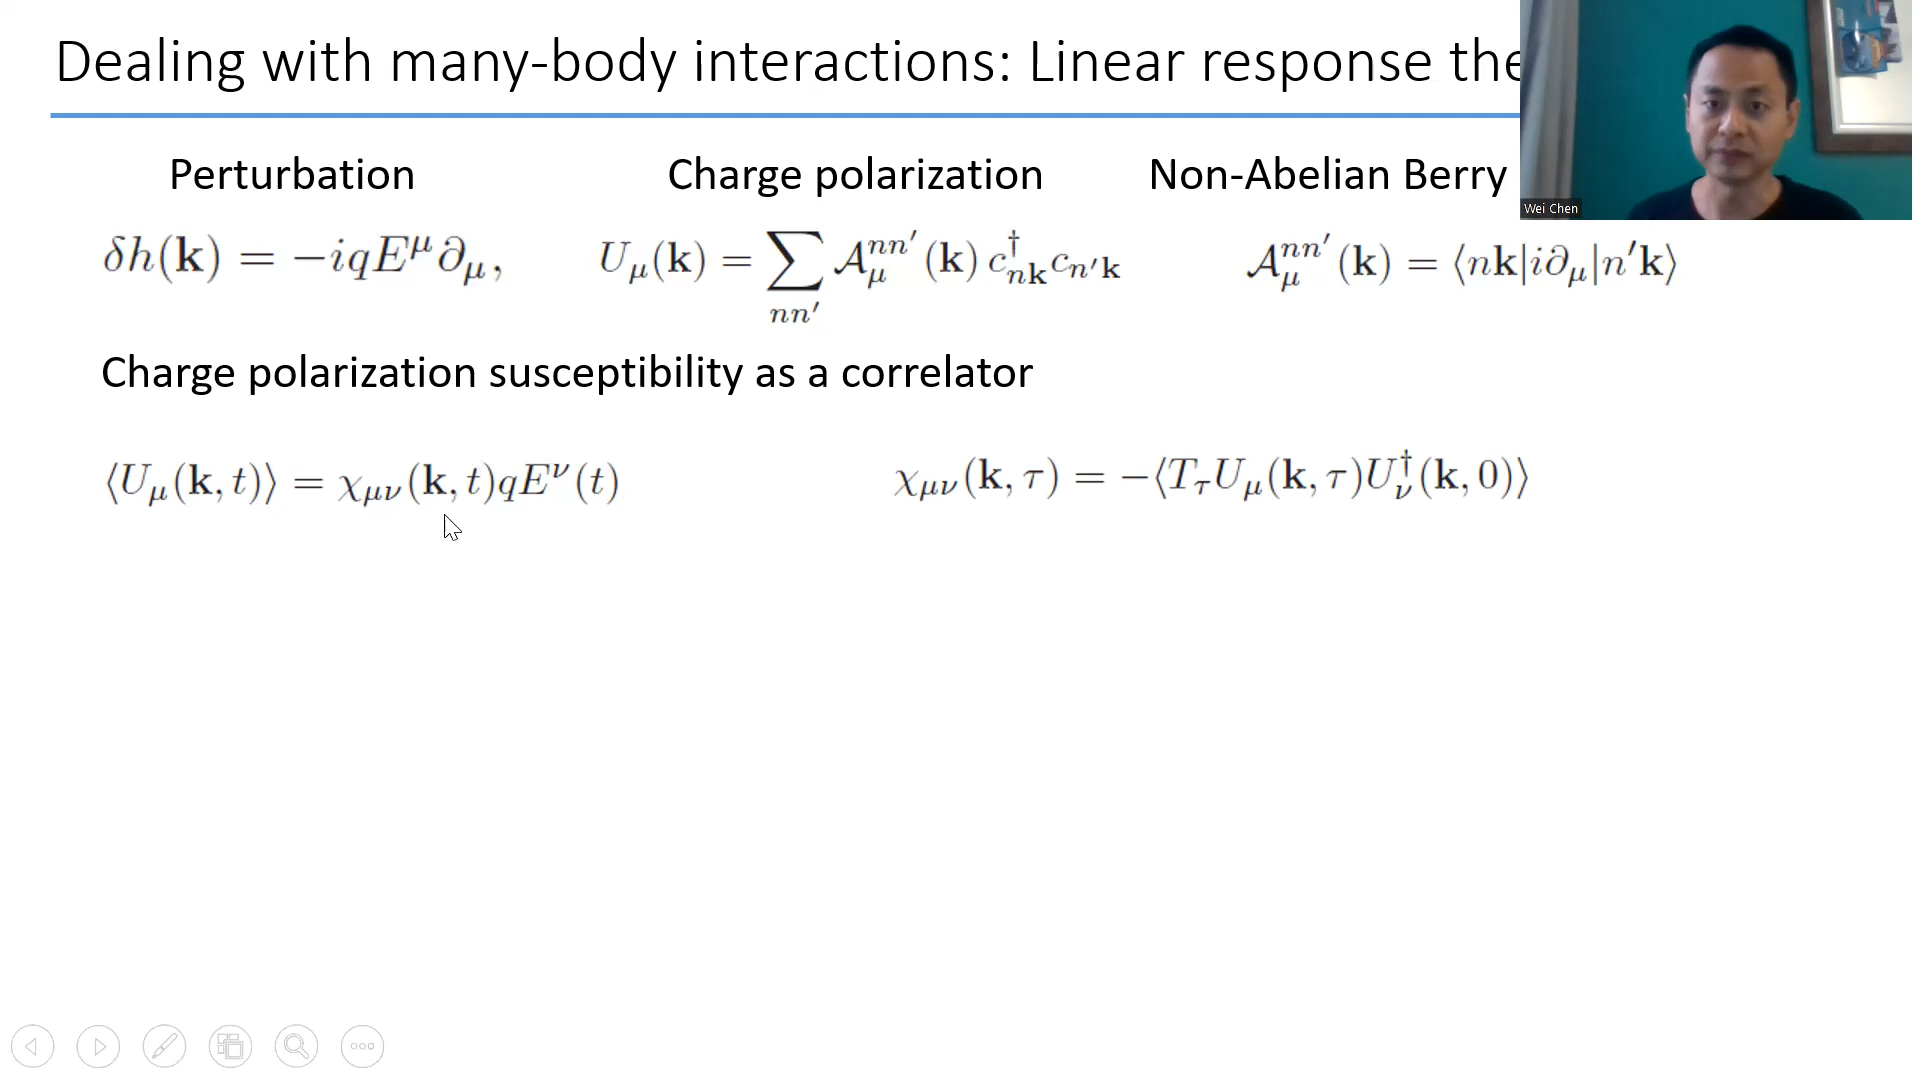 Dealing with many-body interactions: Linear response the
Perturbation Charge polarization Non-Abelian Berry
Wei Chen
δh(𝐤) = −iqE^μ ∂_μ, U_μ(𝐤) = ∑_{nn′} 𝒜_μ^{nn′}(𝐤) c†_{n𝐤} c_{n′𝐤} 𝒜_μ^{nn′}(𝐤) = ⟨n𝐤|i∂_μ|n′𝐤⟩
Charge polarization susceptibility as a correlator
⟨U_μ(𝐤, t)⟩ = χ_{μν}(𝐤, t)qE^ν(t) χ_{μν}(𝐤, τ) = −⟨T_τ U_μ(𝐤, τ)U_ν^†(𝐤, 0)⟩